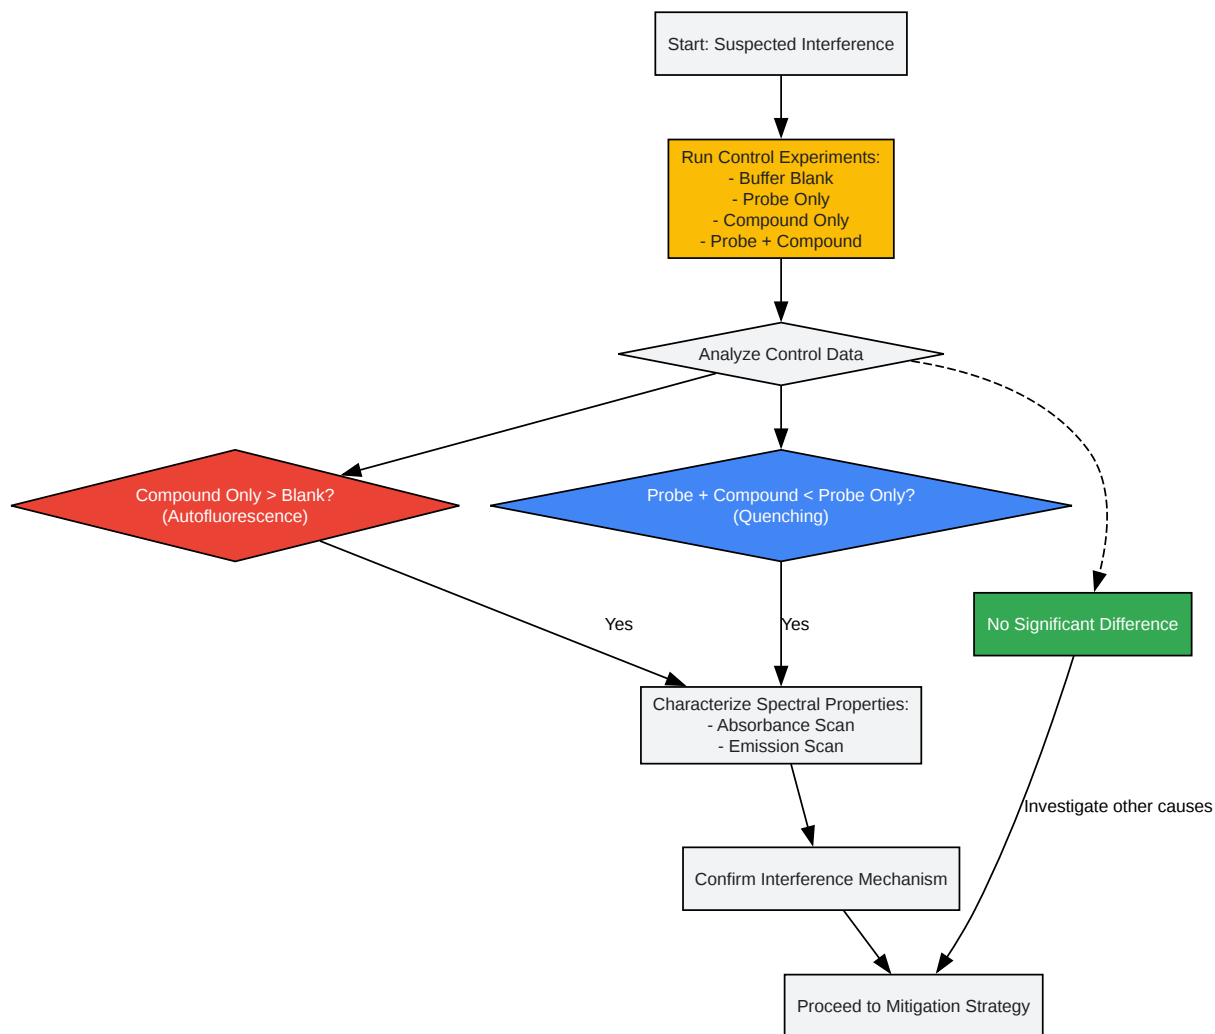 Start: Suspected Interference
Run Control Experiments:
- Buffer Blank
- Probe Only
- Compound Only
- Probe + Compound
Analyze Control Data
Compound Only > Blank?
(Autofluorescence)
Probe + Compound < Probe Only?
(Quenching)
Yes
Yes
No Significant Difference
Characterize Spectral Properties:
- Absorbance Scan
- Emission Scan
Investigate other causes
Confirm Interference Mechanism
Proceed to Mitigation Strategy